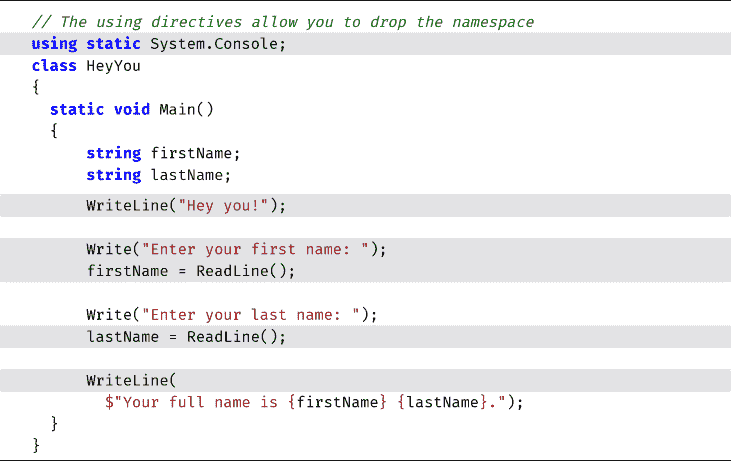 // The using directives allow you to drop the namespace
using static System.Console;
class HeyYou
{
  static void Main()
  {
      string firstName;
      string lastName;
      WriteLine("Hey you!");

      Write("Enter your first name: ");
      firstName = ReadLine();

      Write("Enter your last name: ");
      lastName = ReadLine();

      WriteLine(
        $"Your full name is {firstName} {lastName}.");
  }
}